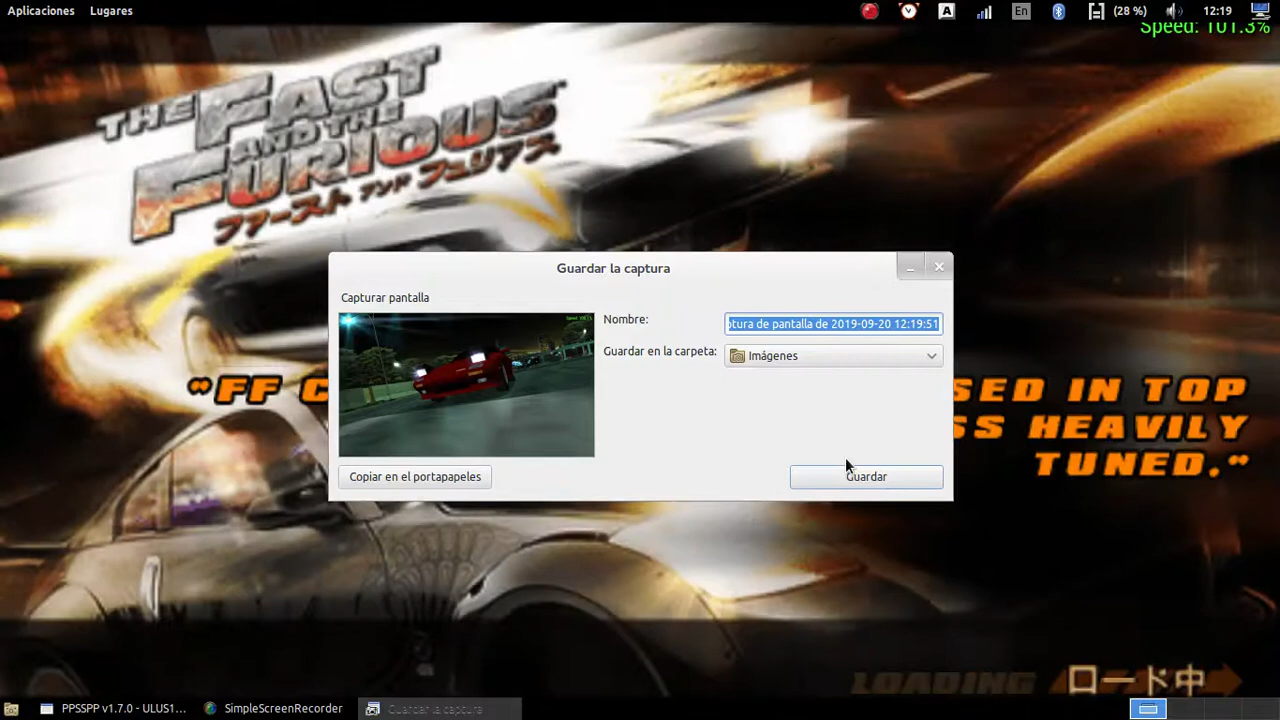 Aplicaciones Lugares
A En (28 %) 12:19
Speed: 101.3%
THE FAST
AND THE
FURIOUS
ファースト アンド フュリアス
Guardar la captura
Capturar pantalla
Nombre: ptura de pantalla de 2019-09-20 12:19:51
Guardar en la carpeta: Imágenes
"FF C SED IN TOP
SS HEAVILY
TUNED."
Copiar en el portapapeles Guardar
LOADING ロード中
PPSSPP v1.7.0 - ULUS1... SimpleScreenRecorder Guardar la captura